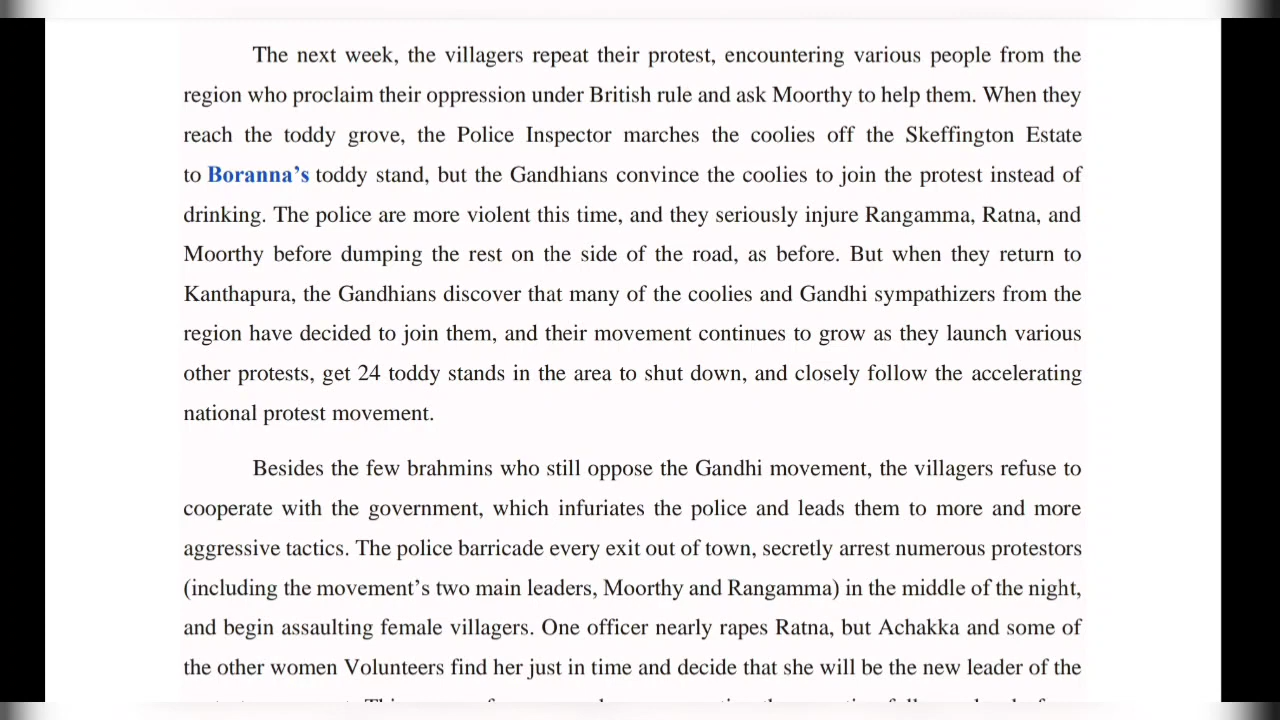 The next week, the villagers repeat their protest, encountering various people from the
region who proclaim their oppression under British rule and ask Moorthy to help them. When they
reach the toddy grove, the Police Inspector marches the coolies off the Skeffington Estate
to Boranna’s toddy stand, but the Gandhians convince the coolies to join the protest instead of
drinking. The police are more violent this time, and they seriously injure Rangamma, Ratna, and
Moorthy before dumping the rest on the side of the road, as before. But when they return to
Kanthapura, the Gandhians discover that many of the coolies and Gandhi sympathizers from the
region have decided to join them, and their movement continues to grow as they launch various
other protests, get 24 toddy stands in the area to shut down, and closely follow the accelerating
national protest movement.
Besides the few brahmins who still oppose the Gandhi movement, the villagers refuse to
cooperate with the government, which infuriates the police and leads them to more and more
aggressive tactics. The police barricade every exit out of town, secretly arrest numerous protestors
(including the movement’s two main leaders, Moorthy and Rangamma) in the middle of the night,
and begin assaulting female villagers. One officer nearly rapes Ratna, but Achakka and some of
the other women Volunteers find her just in time and decide that she will be the new leader of the